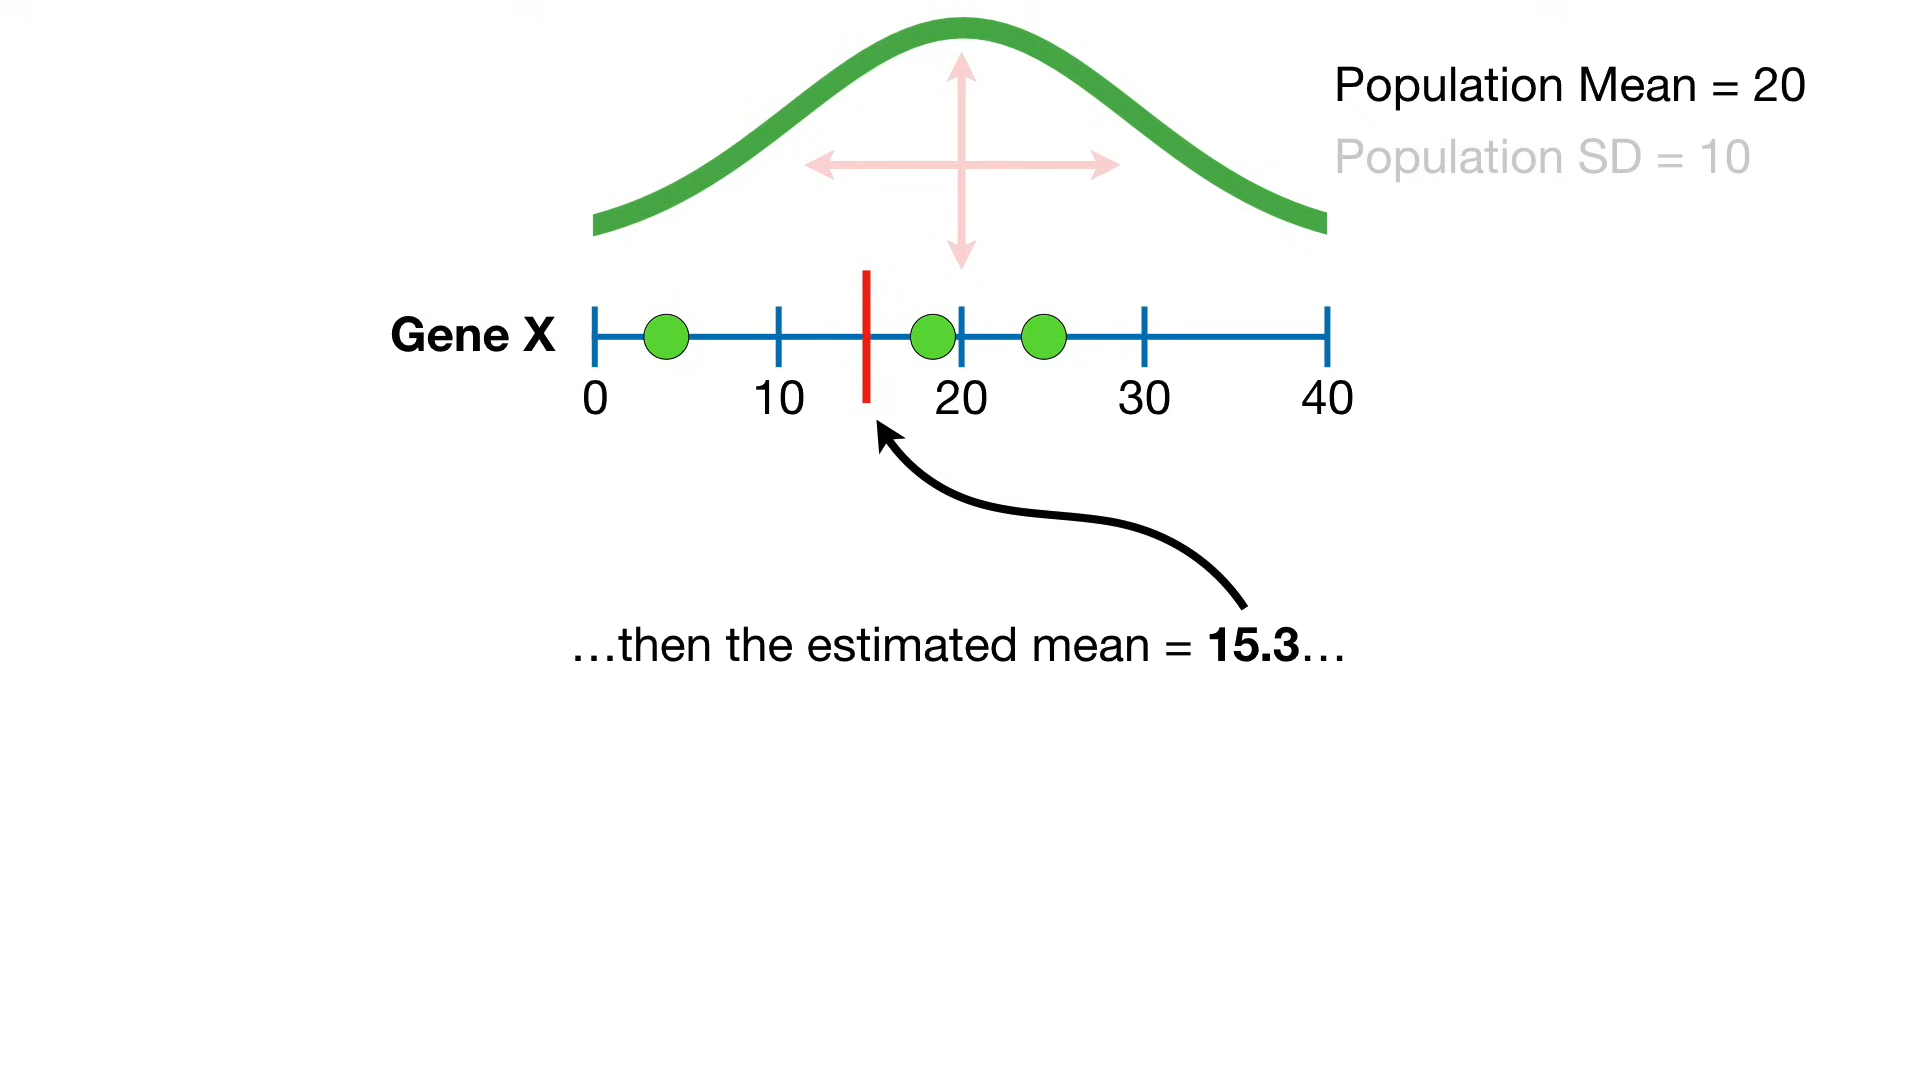 Population Mean = 20
Population SD = 10
Gene X
0 10 20 30 40
…then the estimated mean = 15.3…